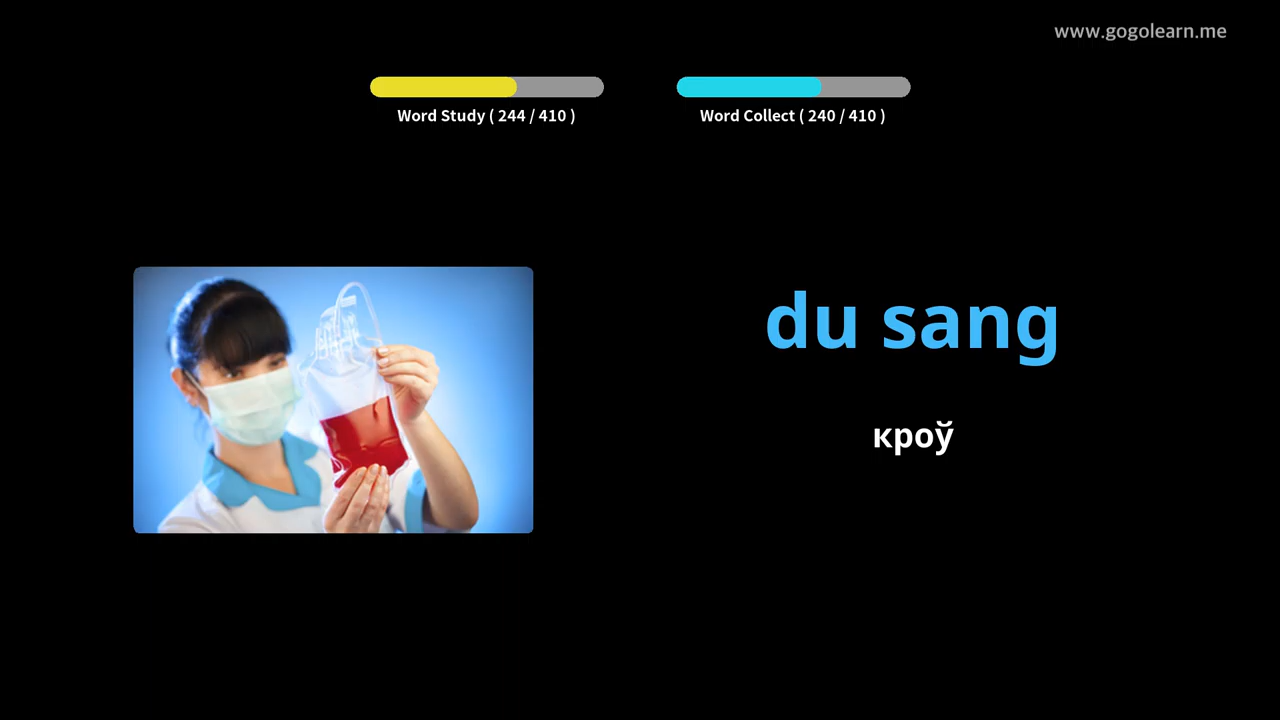 www.gogolearn.me
Word Study ( 244 / 410 )
Word Collect ( 240 / 410 )
du sang
кроў